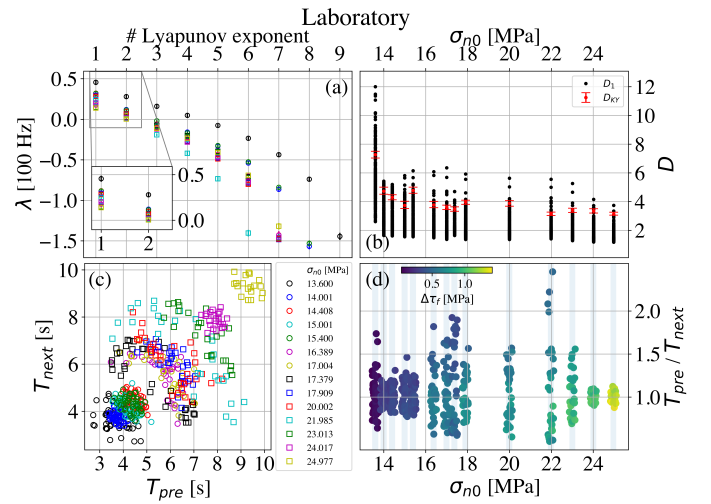 Laboratory
# Lyapunov exponent
1 2 3 4 5 6 7 8 9
σn0 [MPa]
14 16 18 20 22 24
0.5
0.0
−0.5
−1.0
−1.5
λ [100 Hz]
(a)
0.5
0.0
1 2
D1
DKY
12
10
8
6
4
2
D
(b)
10
8
6
4
Tnext [s]
(c)
3 4 5 6 7 8 9 10
Tpre [s]
σn0 [MPa]
13.600
14.001
14.408
15.001
15.400
16.389
17.004
17.379
17.909
20.002
21.985
23.013
24.017
24.977
0.5 1.0
Δτf [MPa]
(d)
2.0
1.5
1.0
Tpre / Tnext
14 16 18 20 22 24
σn0 [MPa]